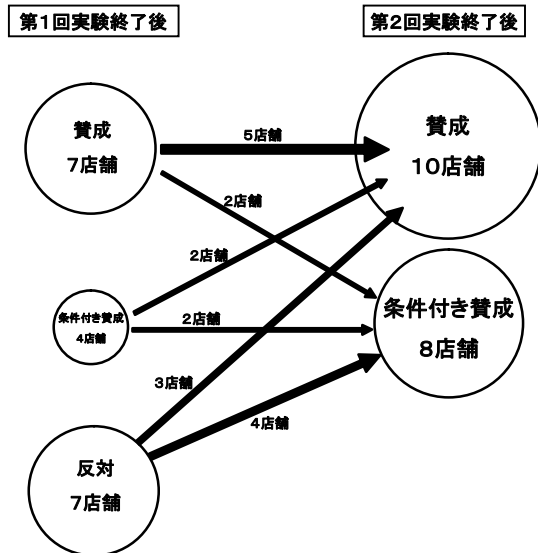 第1回実験終了後
第2回実験終了後
賛成
7店舗
5店舗
賛成
10店舗
2店舗
2店舗
条件付き賛成
4店舗
2店舗
条件付き賛成
8店舗
3店舗
4店舗
反対
7店舗